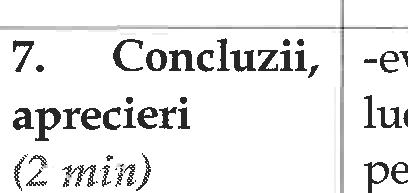 7. Concluzii,
aprecieri
(2 min)